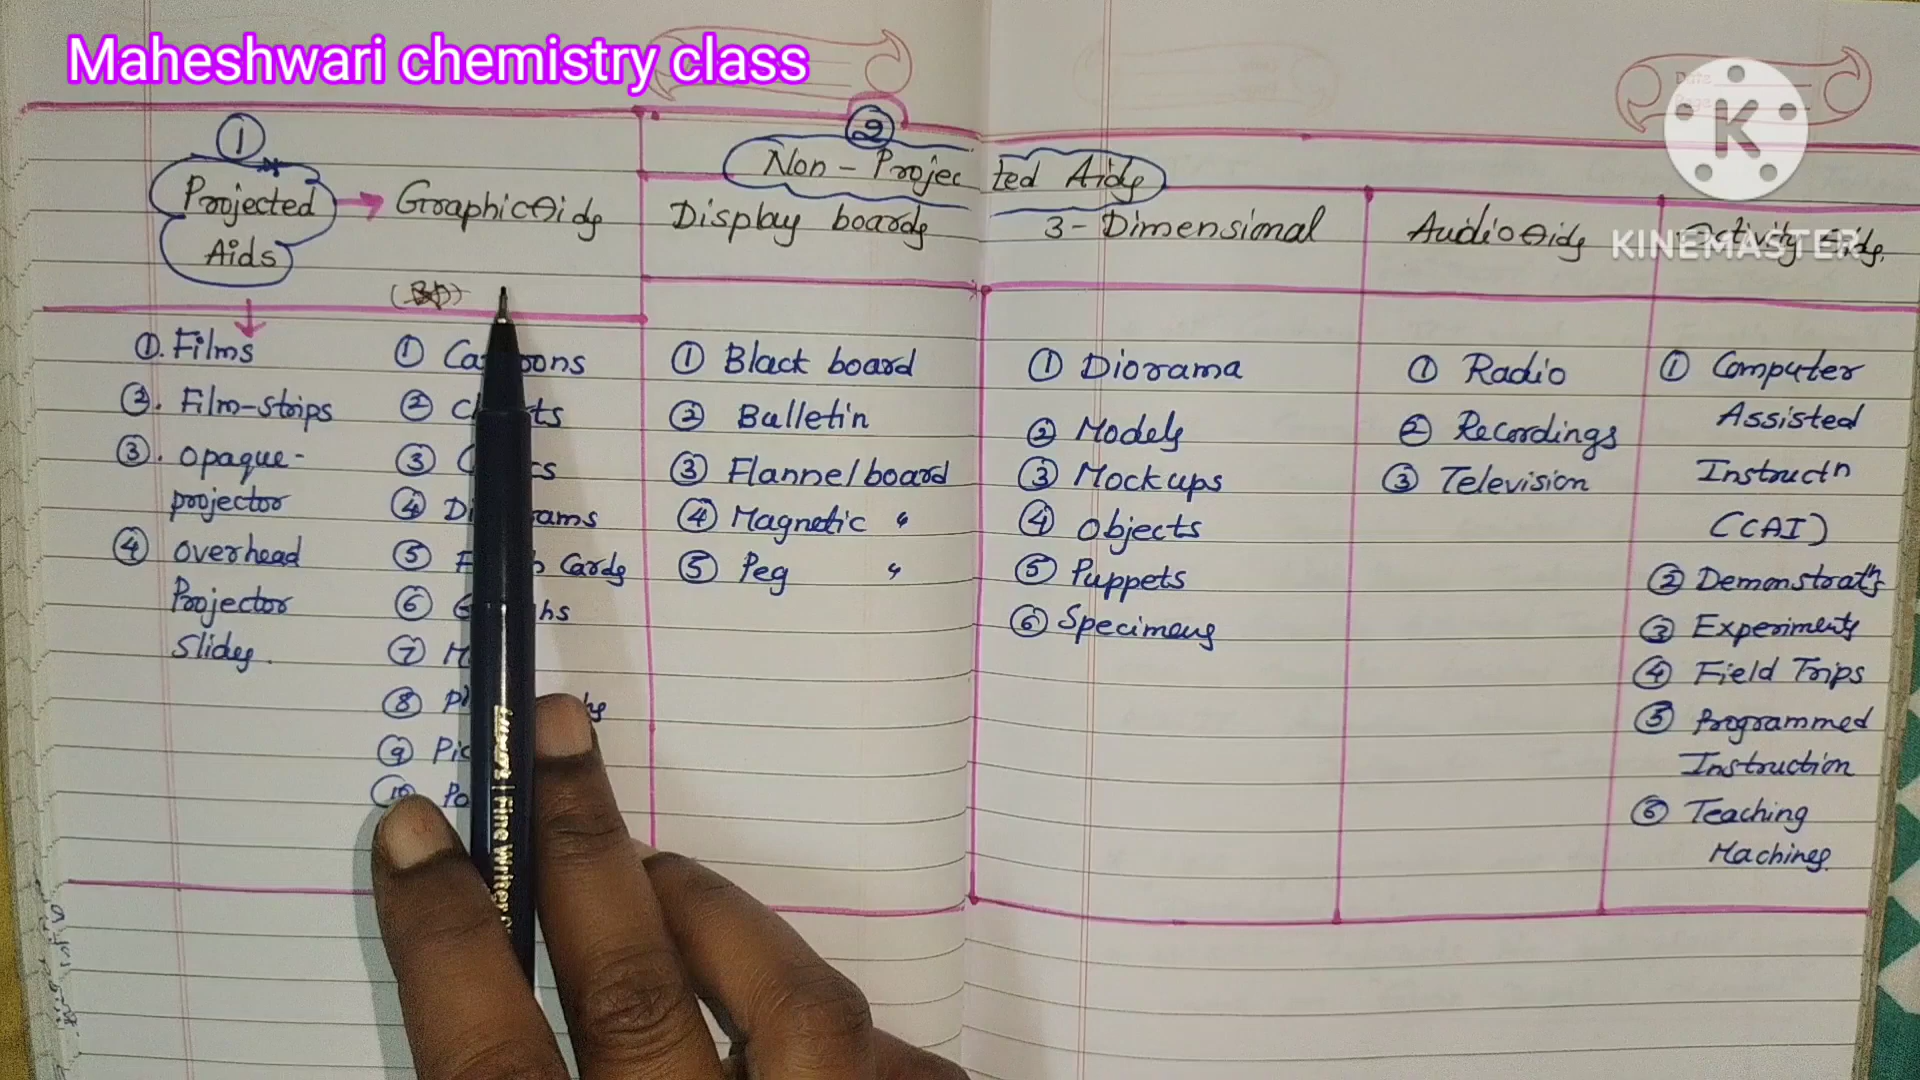 Maheshwari chemistry class
K
KINEMASTER
① Projected Aids
Graphic Aids
② Non - Projected Aids
Display boards
3 - Dimensional
Audio Aids
Activity Aids.
①. Films
②. Film-strips
③. opaque-
projector
④ overhead
Projector
Slides.
①
②
③
④
⑤ Cards
⑥
⑦
⑧
⑨
⑩
① Black board
② Bulletin
③ Flannel board
④ Magnetic "
⑤ Peg "
① Diorama
② Models
③ Mockups
④ Objects
⑤ Puppets
⑥ Specimens
① Radio
② Recordings
③ Television
① Computer
Assisted
Instructn
(CAI)
② Demonstratns
③ Experiments
④ Field Trips
⑤ Programmed
Instruction
⑥ Teaching
Machines.